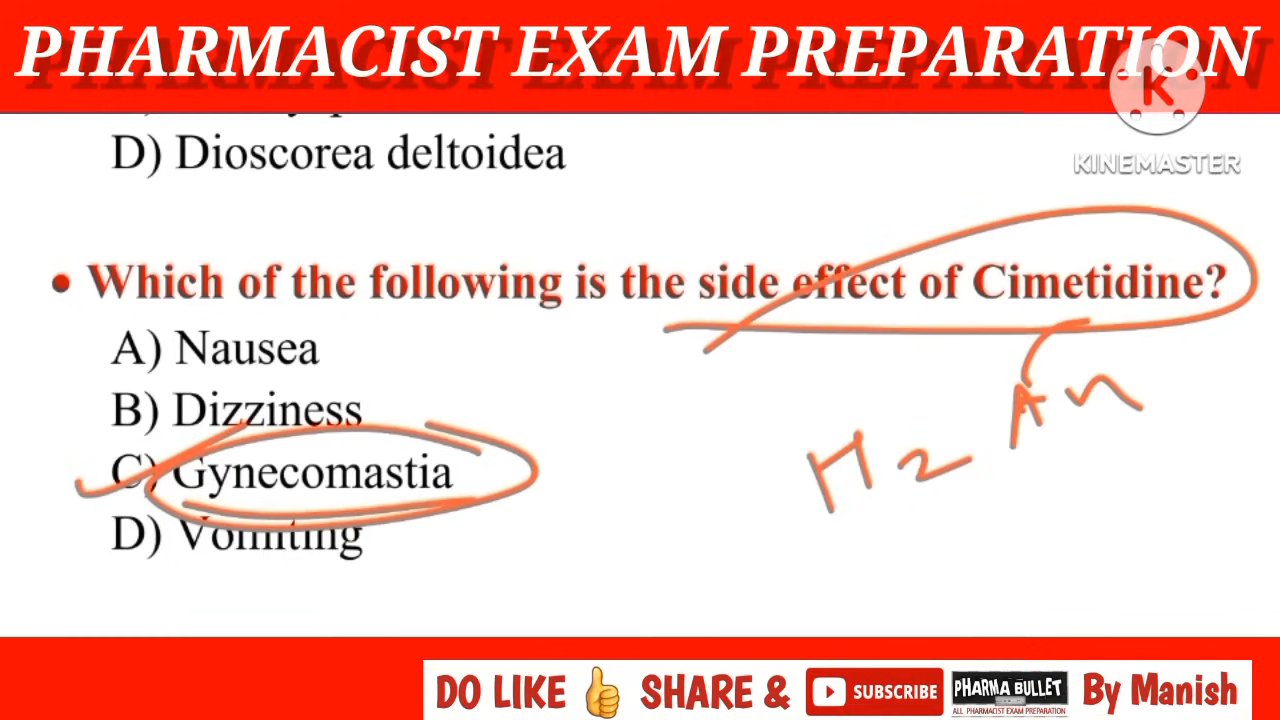 PHARMACIST EXAM PREPARATION
K
KINEMASTER
D) Dioscorea deltoidea
• Which of the following is the side effect of Cimetidine?
A) Nausea
B) Dizziness
C) Gynecomastia
D) Vomiting
H2 An
DO LIKE 👍 SHARE & SUBSCRIBE PHARMA BULLET By Manish
ALL PHARMACIST EXAM PREPARATION